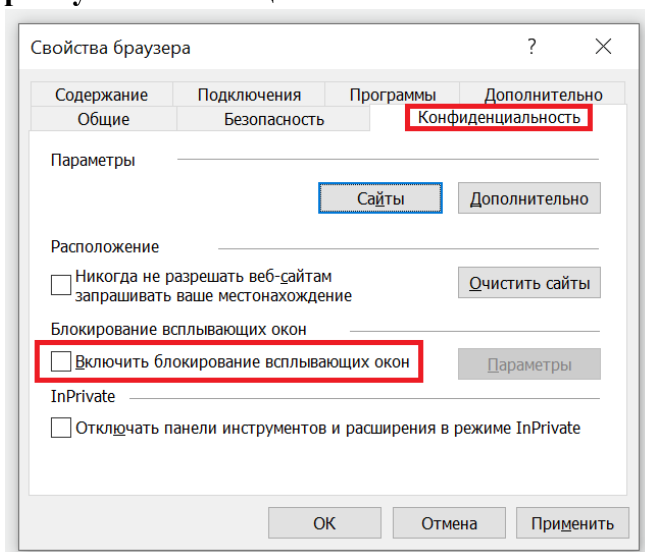 Свойства браузера ? ×
Содержание Подключения Программы Дополнительно
Общие Безопасность Конфиденциальность
Параметры
Сайты Дополнительно
Расположение
Никогда не разрешать веб-сайтам
запрашивать ваше местонахождение
Очистить сайты
Блокирование всплывающих окон
Включить блокирование всплывающих окон Параметры
InPrivate
Отключать панели инструментов и расширения в режиме InPrivate
ОК Отмена Применить